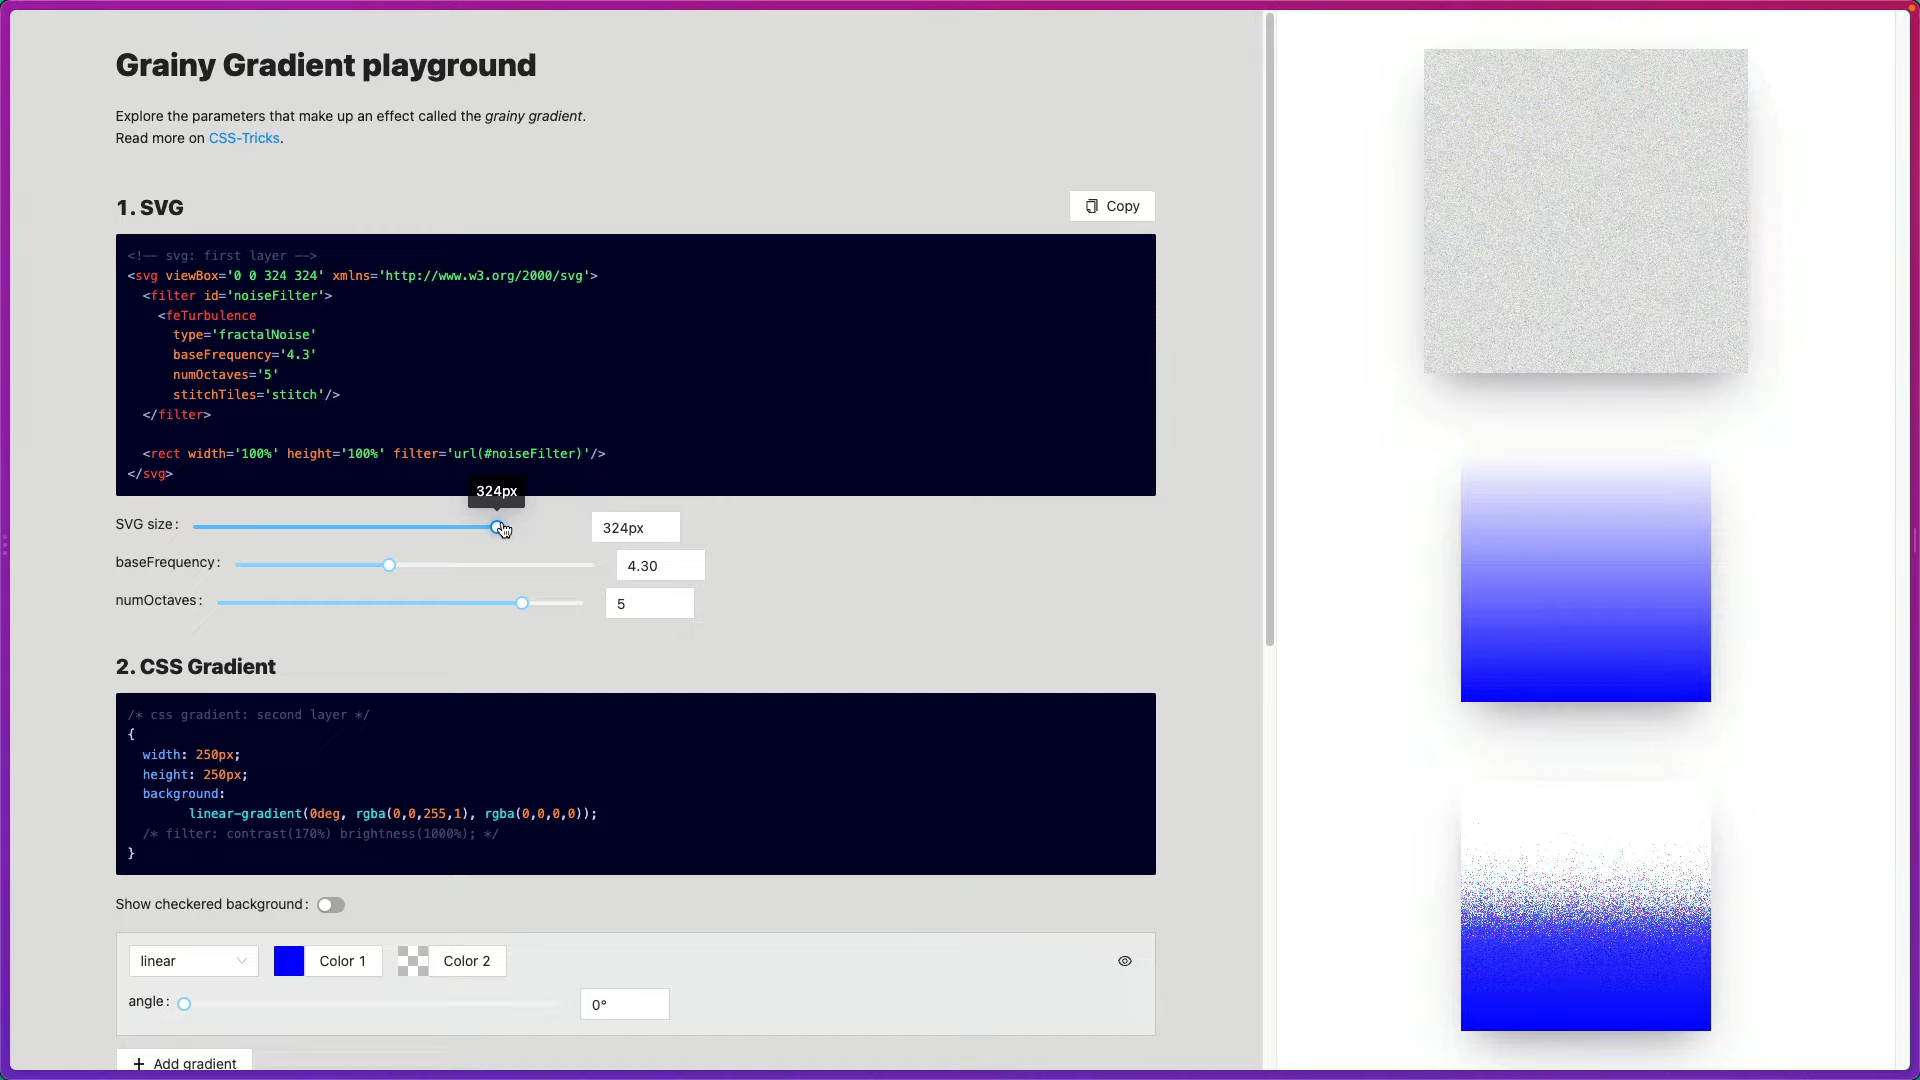 Grainy Gradient playground
Explore the parameters that make up an effect called the grainy gradient.
Read more on CSS-Tricks.
1. SVG
Copy
<!-- svg: first layer -->
<svg viewBox='0 0 324 324' xmlns='http://www.w3.org/2000/svg'>
<filter id='noiseFilter'>
<feTurbulence
type='fractalNoise'
baseFrequency='4.3'
numOctaves='5'
stitchTiles='stitch'/>
</filter>
<rect width='100%' height='100%' filter='url(#noiseFilter)'/>
</svg>
324px
SVG size: 324px
baseFrequency: 4.30
numOctaves: 5
2. CSS Gradient
/* css gradient: second layer */
{
width: 250px;
height: 250px;
background:
linear-gradient(0deg, rgba(0,0,255,1), rgba(0,0,0,0));
/* filter: contrast(170%) brightness(1000%); */
}
Show checkered background:
linear Color 1 Color 2
angle: 0°
+ Add gradient